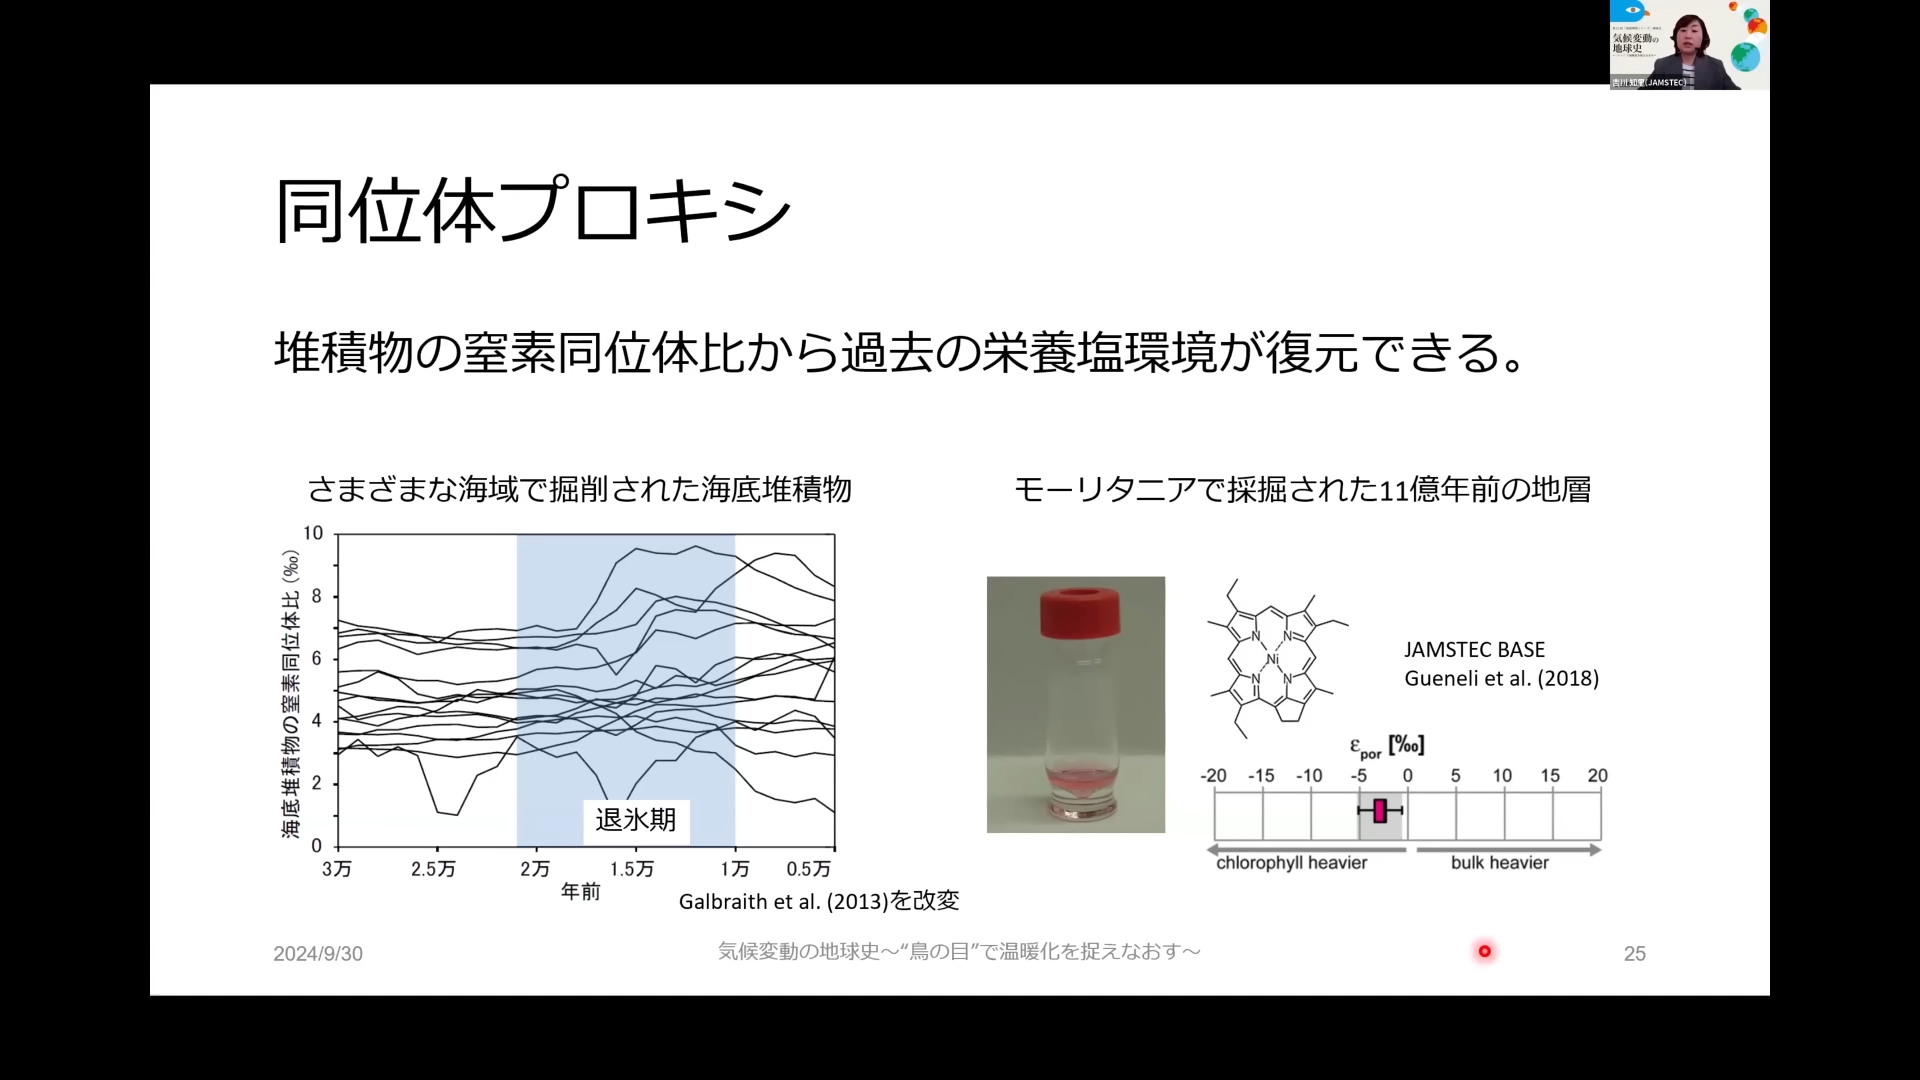 気候変動の
地球史
吉川 知里(JAMSTEC)
同位体プロキシ
堆積物の窒素同位体比から過去の栄養塩環境が復元できる。
さまざまな海域で掘削された海底堆積物
海底堆積物の窒素同位体比 (‰)
10
8
6
4
2
0
退氷期
3万 2.5万 2万 1.5万 1万 0.5万
年前
Galbraith et al. (2013)を改変
モーリタニアで採掘された11億年前の地層
N N
Ni
N N
JAMSTEC BASE
Gueneli et al. (2018)
εpor [‰]
-20 -15 -10 -5 0 5 10 15 20
chlorophyll heavier bulk heavier
2024/9/30 気候変動の地球史～“鳥の目”で温暖化を捉えなおす～ 25